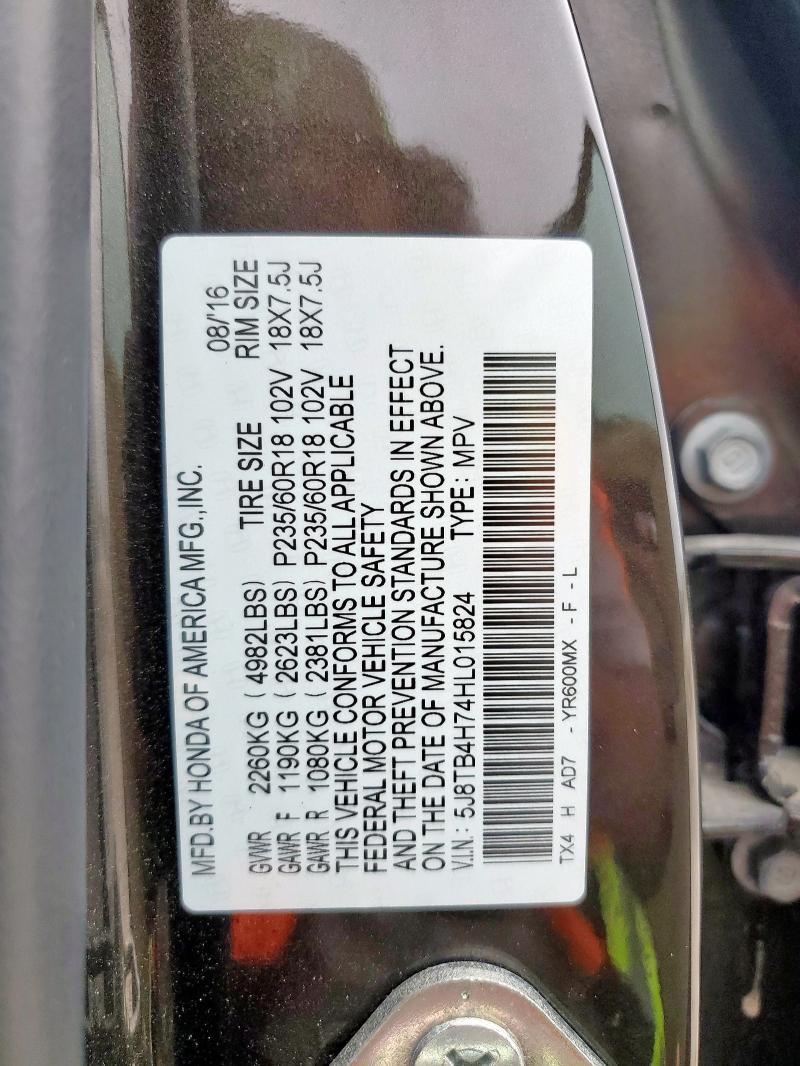 MFD. BY HONDA OF AMERICA MFG.,INC. 08/'16
TIRE SIZE RIM SIZE
GVWR 2260KG ( 4982LBS)
GAWR F 1190KG ( 2623LBS) P235/60R18 102V 18X7.5J
GAWR R 1080KG ( 2381LBS) P235/60R18 102V 18X7.5J
THIS VEHICLE CONFORMS TO ALL APPLICABLE
FEDERAL MOTOR VEHICLE SAFETY
AND THEFT PREVENTION STANDARDS IN EFFECT
ON THE DATE OF MANUFACTURE SHOWN ABOVE.
V.I.N.: 5J8TB4H74HL015824 TYPE: MPV
TX4 H AD7 - YR600MX - F - L